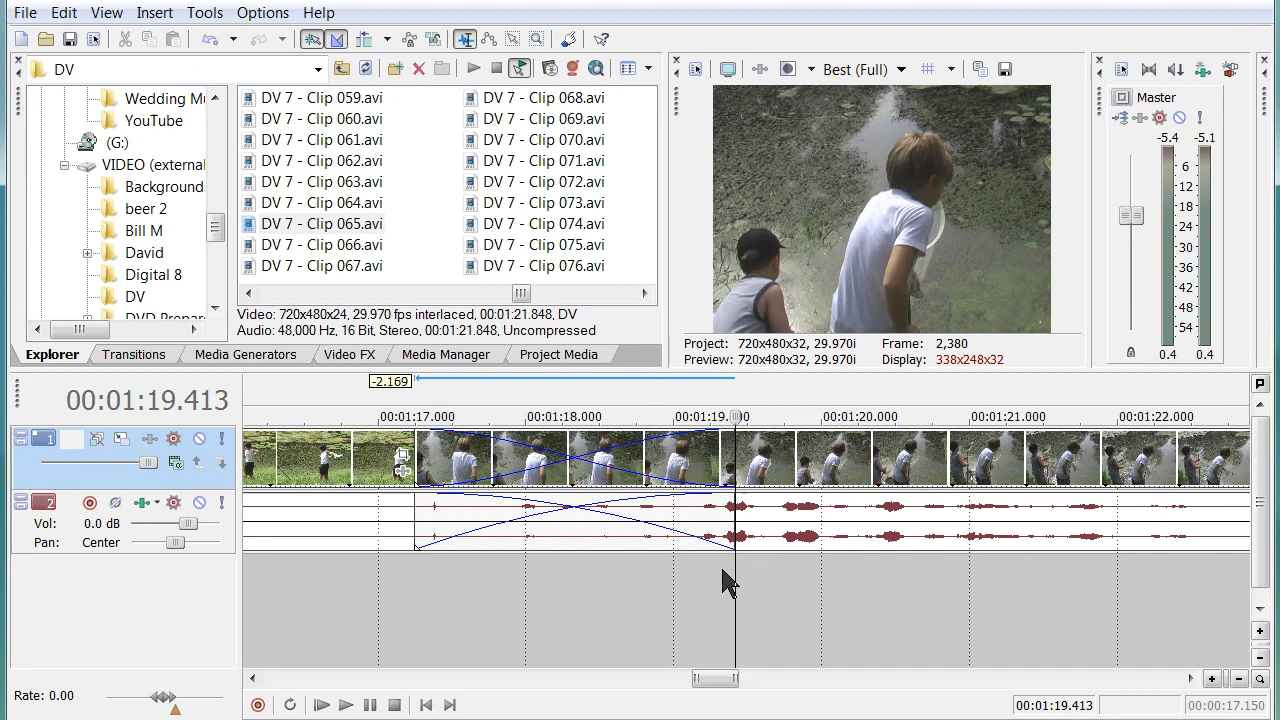 File Edit View Insert Tools Options Help
DV
Best (Full)
Wedding Mu
YouTube
(G:)
VIDEO (external
Background
beer 2
Bill M
David
Digital 8
DV
DV 7 - Clip 059.avi
DV 7 - Clip 060.avi
DV 7 - Clip 061.avi
DV 7 - Clip 062.avi
DV 7 - Clip 063.avi
DV 7 - Clip 064.avi
DV 7 - Clip 065.avi
DV 7 - Clip 066.avi
DV 7 - Clip 067.avi
DV 7 - Clip 068.avi
DV 7 - Clip 069.avi
DV 7 - Clip 070.avi
DV 7 - Clip 071.avi
DV 7 - Clip 072.avi
DV 7 - Clip 073.avi
DV 7 - Clip 074.avi
DV 7 - Clip 075.avi
DV 7 - Clip 076.avi
Video: 720x480x24, 29.970 fps interlaced, 00:01:21.848, DV
Audio: 48,000 Hz, 16 Bit, Stereo, 00:01:21.848, Uncompressed
Explorer Transitions Media Generators Video FX Media Manager Project Media
Project: 720x480x32, 29.970i Frame: 2,380
Preview: 720x480x32, 29.970i Display: 338x248x32
Master
-5.4 -5.1
6
12
18
24
30
36
42
48
54
0.4 0.4
00:01:19.413
-2.169
00:01:17.000 00:01:18.000 00:01:19. 00:01:20.000 00:01:21.000 00:01:22.000
1
2
Vol: 0.0 dB
Pan: Center
Rate: 0.00
00:01:19.413 00:00:17.150